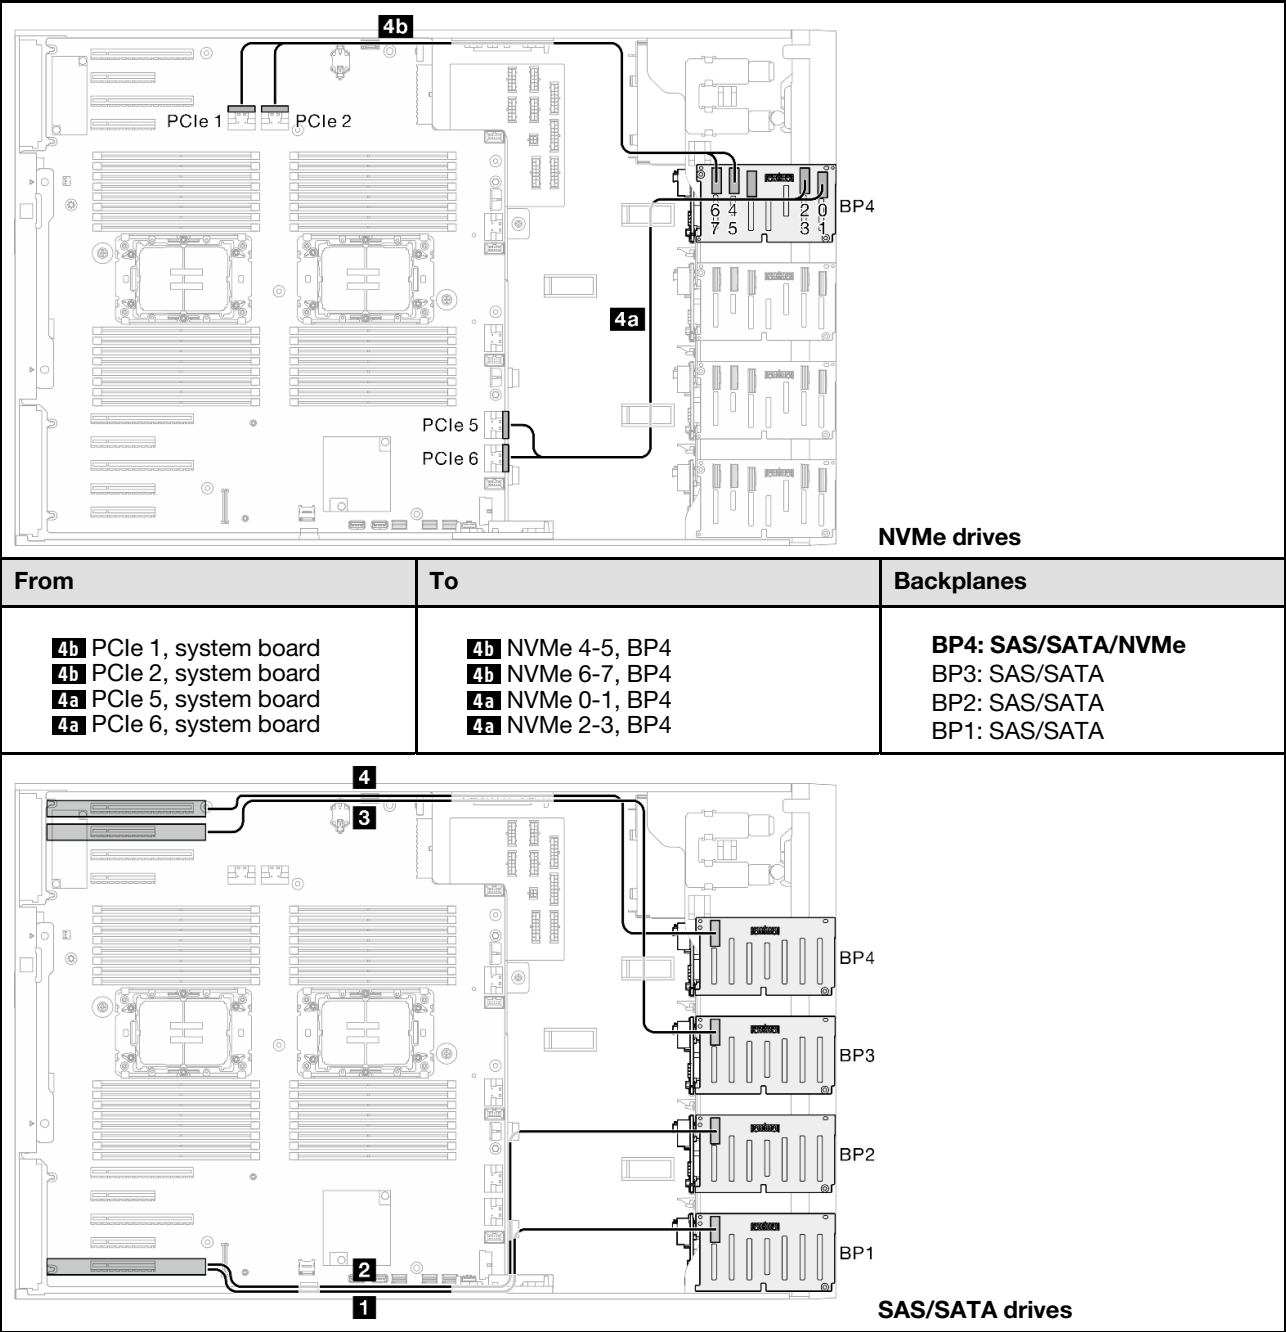 4b
PCIe 1
PCIe 2
6 4 2 0
7 5 3 1
BP4
4a
PCIe 5
PCIe 6
NVMe drives
From To Backplanes
4b PCIe 1, system board
4b PCIe 2, system board
4a PCIe 5, system board
4a PCIe 6, system board
4b NVMe 4-5, BP4
4b NVMe 6-7, BP4
4a NVMe 0-1, BP4
4a NVMe 2-3, BP4
BP4: SAS/SATA/NVMe
BP3: SAS/SATA
BP2: SAS/SATA
BP1: SAS/SATA
4
3
BP4
BP3
BP2
BP1
2
1
SAS/SATA drives